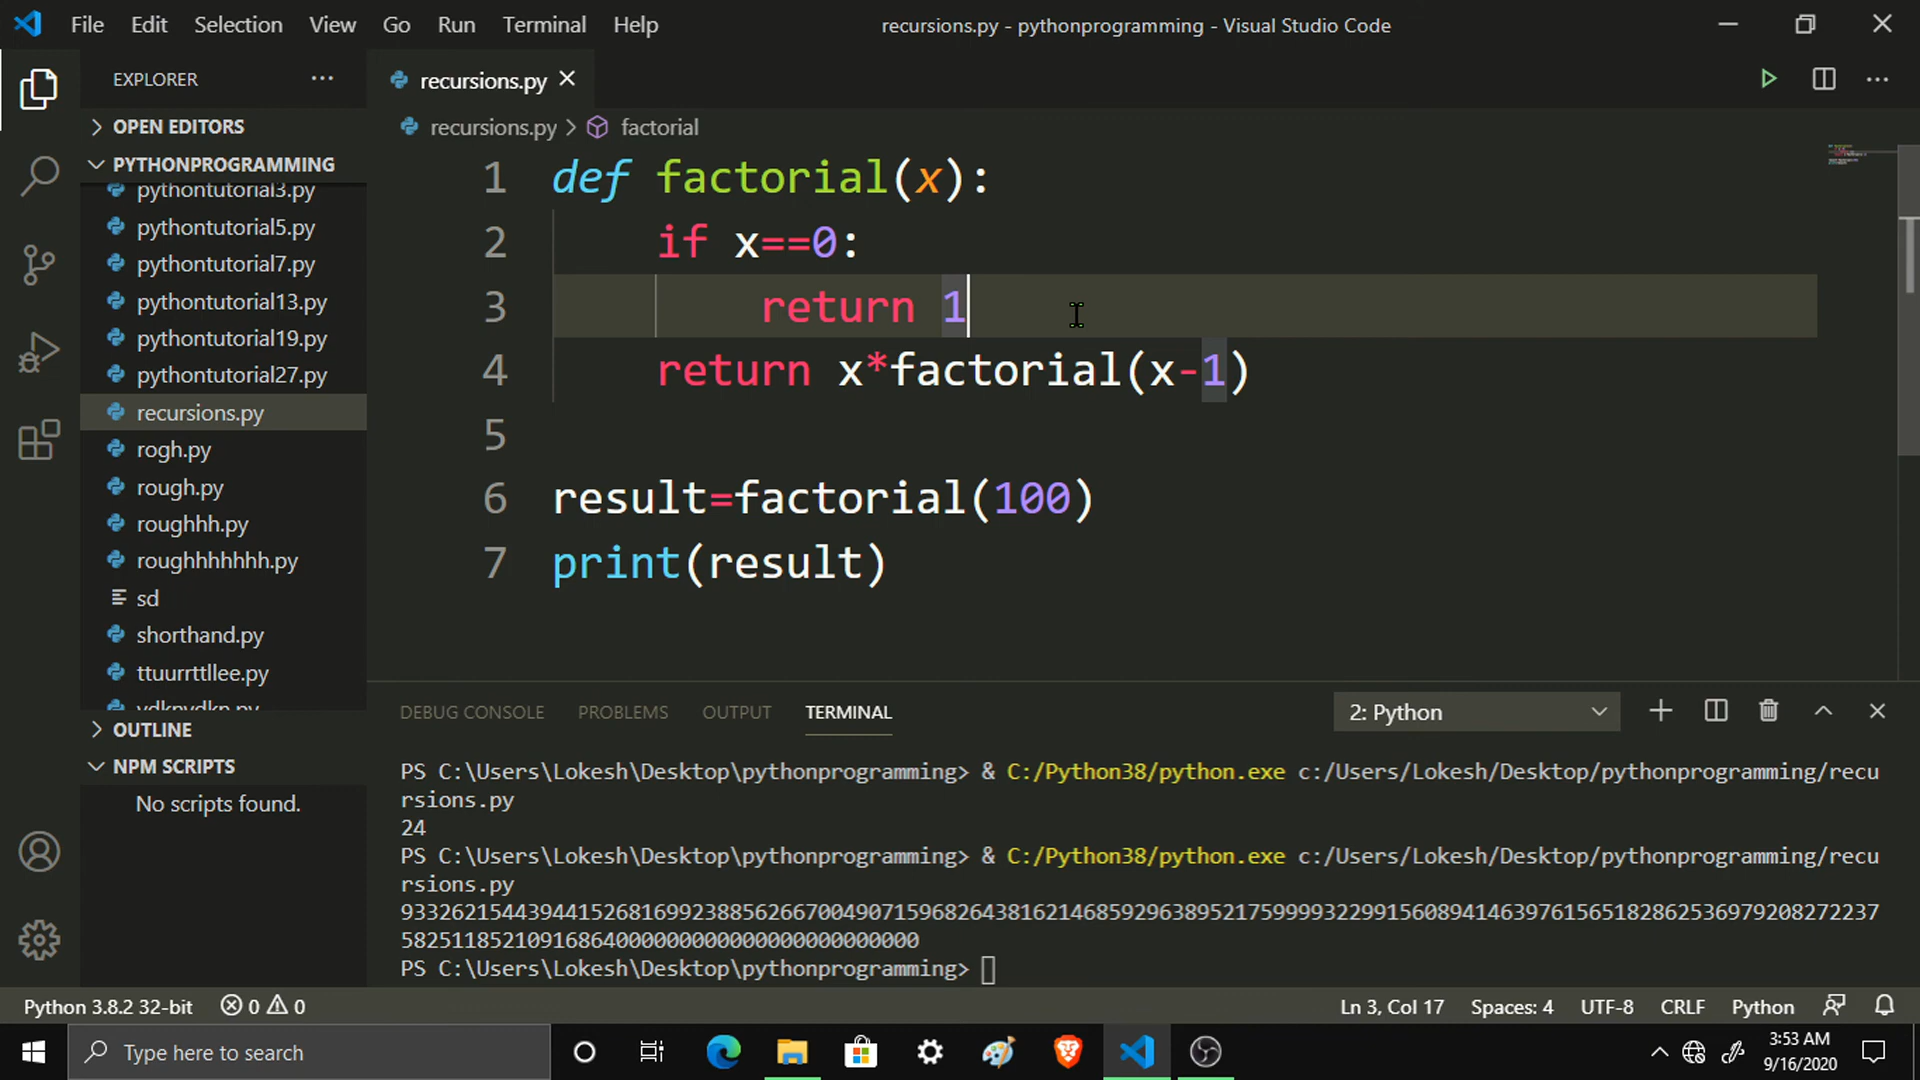 File Edit Selection View Go Run Terminal Help recursions.py - pythonprogramming - Visual Studio Code
EXPLORER
recursions.py
OPEN EDITORS
recursions.py > factorial
PYTHONPROGRAMMING
pythontutorial3.py
pythontutorial5.py
pythontutorial7.py
pythontutorial13.py
pythontutorial19.py
pythontutorial27.py
recursions.py
rogh.py
rough.py
roughhh.py
roughhhhhhh.py
sd
shorthand.py
ttuurrttllee.py
OUTLINE
NPM SCRIPTS
No scripts found.
1 def factorial(x):
2 if x==0:
3 return 1
4 return x*factorial(x-1)
5
6 result=factorial(100)
7 print(result)
DEBUG CONSOLE PROBLEMS OUTPUT TERMINAL 2: Python
PS C:\Users\Lokesh\Desktop\pythonprogramming> & C:/Python38/python.exe c:/Users/Lokesh/Desktop/pythonprogramming/recu
rsions.py
24
PS C:\Users\Lokesh\Desktop\pythonprogramming> & C:/Python38/python.exe c:/Users/Lokesh/Desktop/pythonprogramming/recu
rsions.py
93326215443944152681699238856266700490715968264381621468592963895217599993229915608941463976156518286253697920827223​7
58251185210916864000000000000000000000000
PS C:\Users\Lokesh\Desktop\pythonprogramming>
Python 3.8.2 32-bit 0 0 Ln 3, Col 17 Spaces: 4 UTF-8 CRLF Python
Type here to search
3:53 AM
9/16/2020